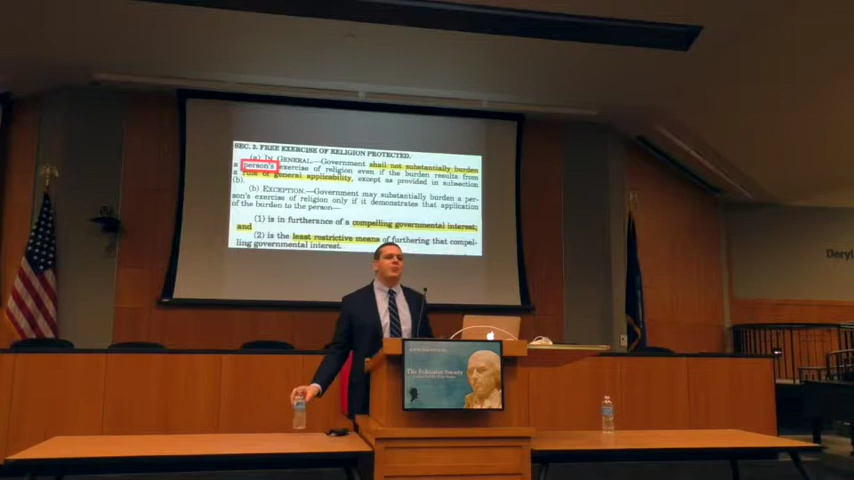 SEC. 3. FREE EXERCISE OF RELIGION PROTECTED.
(a) IN GENERAL.—Government shall not substantially burden
a person's exercise of religion even if the burden results from
a rule of general applicability, except as provided in subsection
(b).
(b) EXCEPTION.—Government may substantially burden a per-
son's exercise of religion only if it demonstrates that application
of the burden to the person—
(1) is in furtherance of a compelling governmental interest;
and
(2) is the least restrictive means of furthering that compel-
ling governmental interest.
Deryl
The Federalist Society